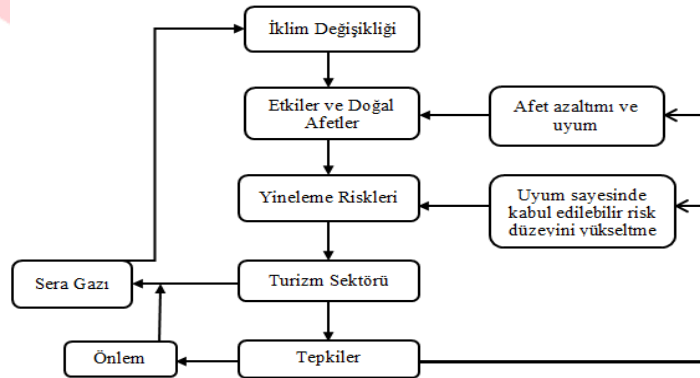 İklim Değişikliği
Etkiler ve Doğal
Afetler
Afet azaltımı ve
uyum
Yineleme Riskleri
Uyum sayesinde
kabul edilebilir risk
düzeyini yükseltme
Sera Gazı
Turizm Sektörü
Önlem
Tepkiler